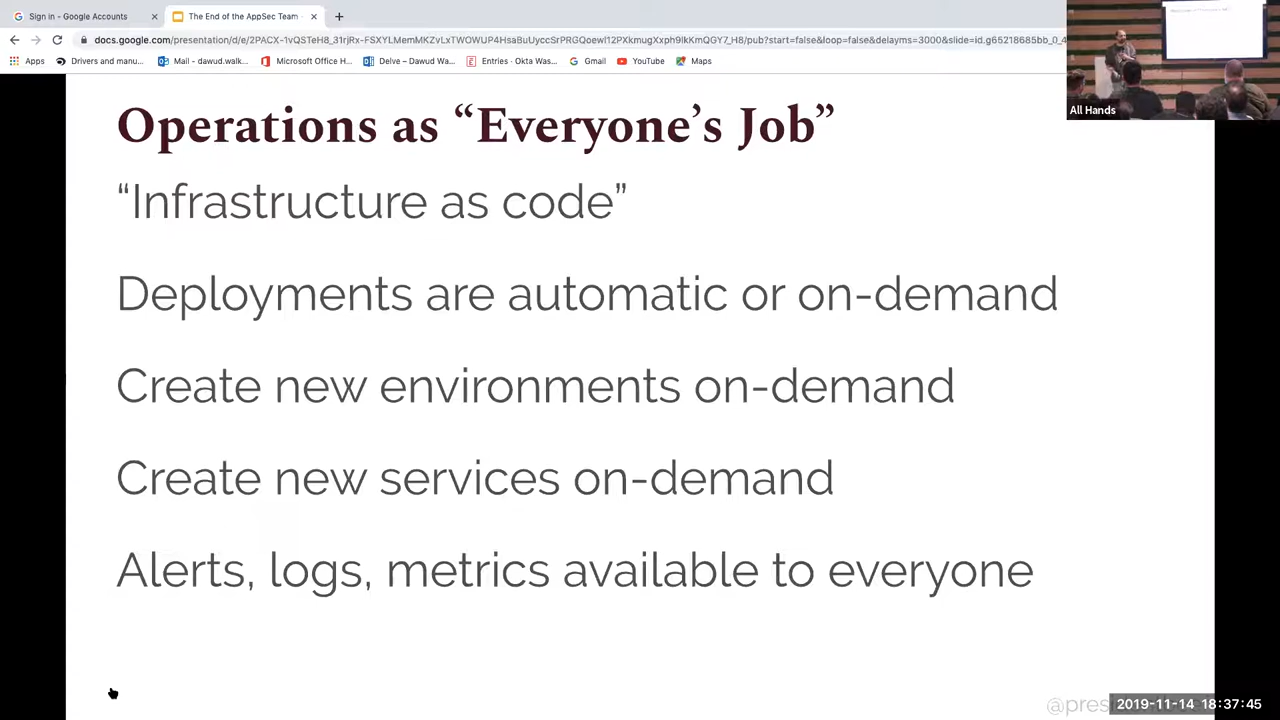 Sign in - Google Accounts
The End of the AppSec Team -
Apps
Drivers and manu...
Mail - dawud.walk...
Microsoft Office H...
Delve – Dawud Wa...
Entries · Okta Was...
Gmail
YouTube
Maps
All Hands
Operations as “Everyone’s Job”
“Infrastructure as code”
Deployments are automatic or on-demand
Create new environments on-demand
Create new services on-demand
Alerts, logs, metrics available to everyone
2019-11-14 18:37:45